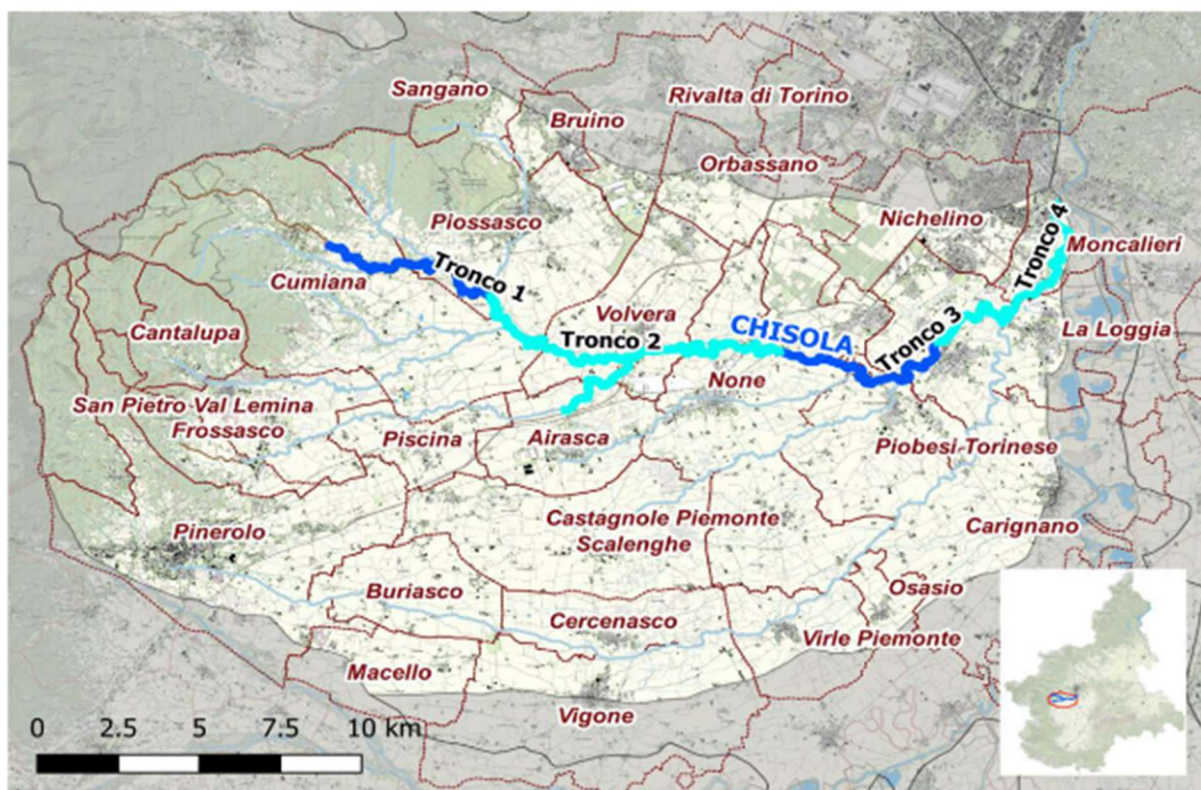 Sangano
Bruino
Rivalta di Torino
Orbassano
Piossasco
Nichelino
Tronco 4
Moncalieri
Cumiana
Tronco 1
Volvera
Cantalupa
Tronco 2
CHISOLA
Tronco 3
La Loggia
None
San Pietro Val Lemina
Frossasco
Piscina
Airasca
Piobesi Torinese
Pinerolo
Castagnole Piemonte
Scalenghe
Carignano
Buriasco
Osasio
Cercenasco
Virle Piemonte
Macello
Vigone
0 2.5 5 7.5 10 km